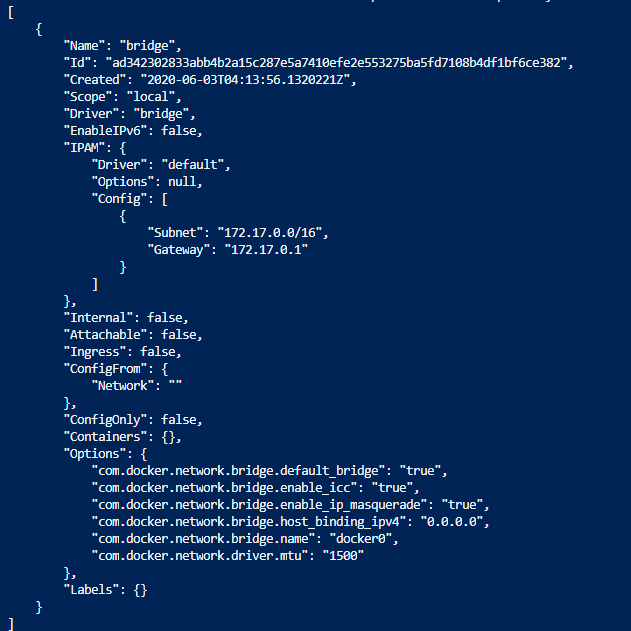 [
    {
        "Name": "bridge",
        "Id": "ad342302833abb4b2a15c287e5a7410efe2e553275ba5fd7108b4df1bf6ce382",
        "Created": "2020-06-03T04:13:56.1320221Z",
        "Scope": "local",
        "Driver": "bridge",
        "EnableIPv6": false,
        "IPAM": {
            "Driver": "default",
            "Options": null,
            "Config": [
                {
                    "Subnet": "172.17.0.0/16",
                    "Gateway": "172.17.0.1"
                }
            ]
        },
        "Internal": false,
        "Attachable": false,
        "Ingress": false,
        "ConfigFrom": {
            "Network": ""
        },
        "ConfigOnly": false,
        "Containers": {},
        "Options": {
            "com.docker.network.bridge.default_bridge": "true",
            "com.docker.network.bridge.enable_icc": "true",
            "com.docker.network.bridge.enable_ip_masquerade": "true",
            "com.docker.network.bridge.host_binding_ipv4": "0.0.0.0",
            "com.docker.network.bridge.name": "docker0",
            "com.docker.network.driver.mtu": "1500"
        },
        "Labels": {}
    }
]